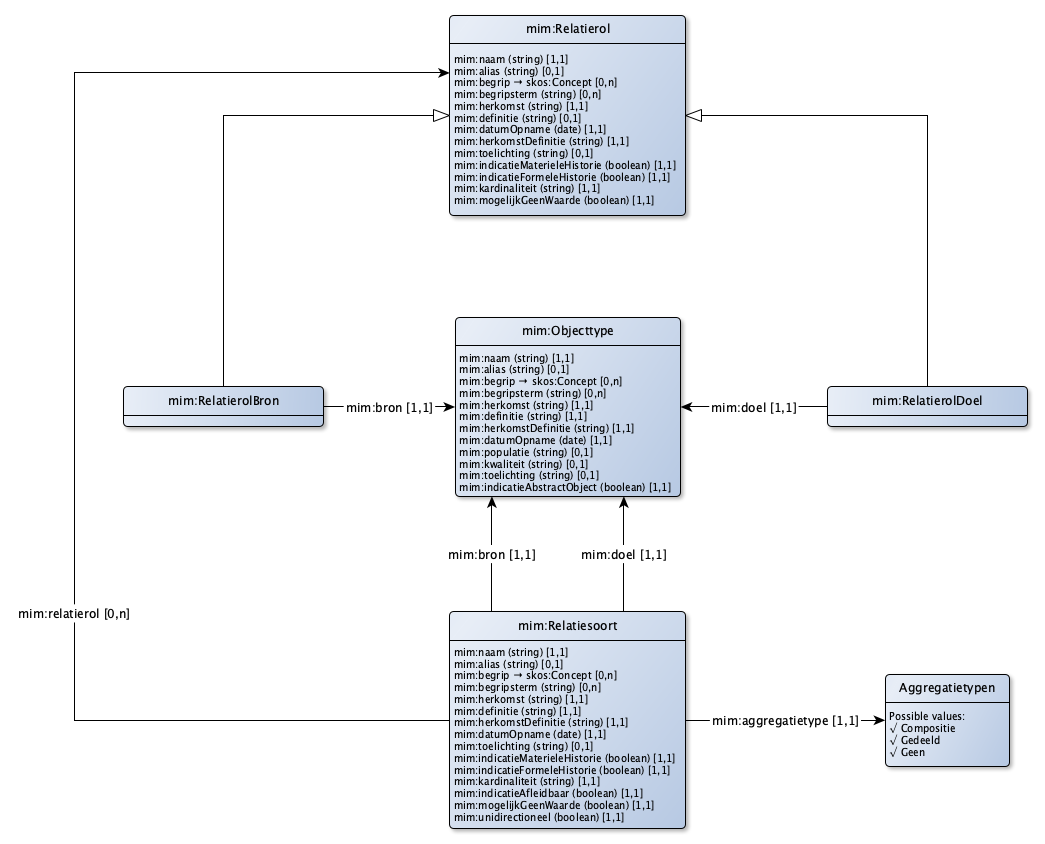 mim:Relatierol
mim:naam (string) [1,1]
mim:alias (string) [0,1]
mim:begrip → skos:Concept [0,n]
mim:begripsterm (string) [0,n]
mim:herkomst (string) [1,1]
mim:definitie (string) [0,1]
mim:datumOpname (date) [1,1]
mim:herkomstDefinitie (string) [1,1]
mim:toelichting (string) [0,1]
mim:indicatieMaterieleHistorie (boolean) [1,1]
mim:indicatieFormeleHistorie (boolean) [1,1]
mim:kardinaliteit (string) [1,1]
mim:mogelijkGeenWaarde (boolean) [1,1]
mim:Objecttype
mim:naam (string) [1,1]
mim:alias (string) [0,1]
mim:begrip → skos:Concept [0,n]
mim:begripsterm (string) [0,n]
mim:herkomst (string) [1,1]
mim:definitie (string) [1,1]
mim:herkomstDefinitie (string) [1,1]
mim:datumOpname (date) [1,1]
mim:populatie (string) [0,1]
mim:kwaliteit (string) [0,1]
mim:toelichting (string) [0,1]
mim:indicatieAbstractObject (boolean) [1,1]
mim:RelatierolBron
mim:bron [1,1]
mim:doel [1,1]
mim:RelatierolDoel
mim:bron [1,1]
mim:doel [1,1]
mim:relatierol [0,n]
mim:Relatiesoort
mim:naam (string) [1,1]
mim:alias (string) [0,1]
mim:begrip → skos:Concept [0,n]
mim:begripsterm (string) [0,n]
mim:herkomst (string) [1,1]
mim:definitie (string) [1,1]
mim:herkomstDefinitie (string) [1,1]
mim:datumOpname (date) [1,1]
mim:toelichting (string) [0,1]
mim:indicatieMaterieleHistorie (boolean) [1,1]
mim:indicatieFormeleHistorie (boolean) [1,1]
mim:kardinaliteit (string) [1,1]
mim:indicatieAfleidbaar (boolean) [1,1]
mim:mogelijkGeenWaarde (boolean) [1,1]
mim:unidirectioneel (boolean) [1,1]
mim:aggregatietype [1,1]
Aggregatietypen
Possible values:
√ Compositie
√ Gedeeld
√ Geen